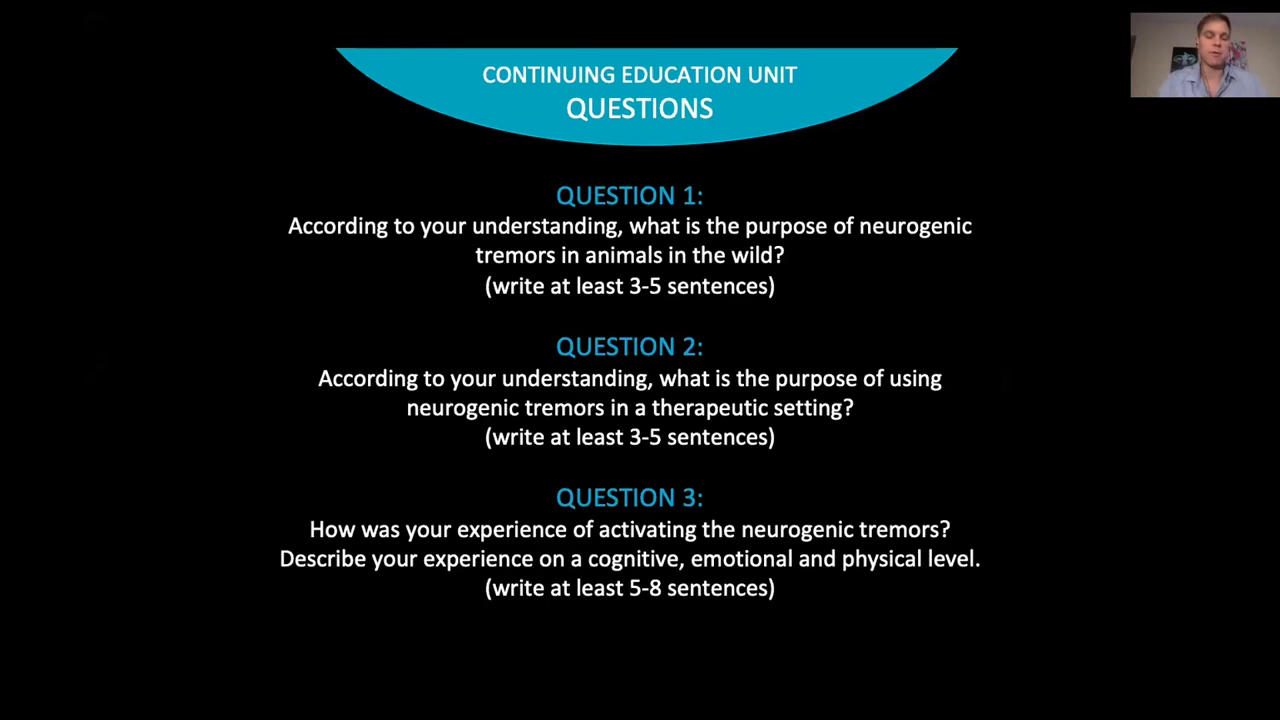 CONTINUING EDUCATION UNIT
QUESTIONS
QUESTION 1:
According to your understanding, what is the purpose of neurogenic
tremors in animals in the wild?
(write at least 3-5 sentences)
QUESTION 2:
According to your understanding, what is the purpose of using
neurogenic tremors in a therapeutic setting?
(write at least 3-5 sentences)
QUESTION 3:
How was your experience of activating the neurogenic tremors?
Describe your experience on a cognitive, emotional and physical level.
(write at least 5-8 sentences)